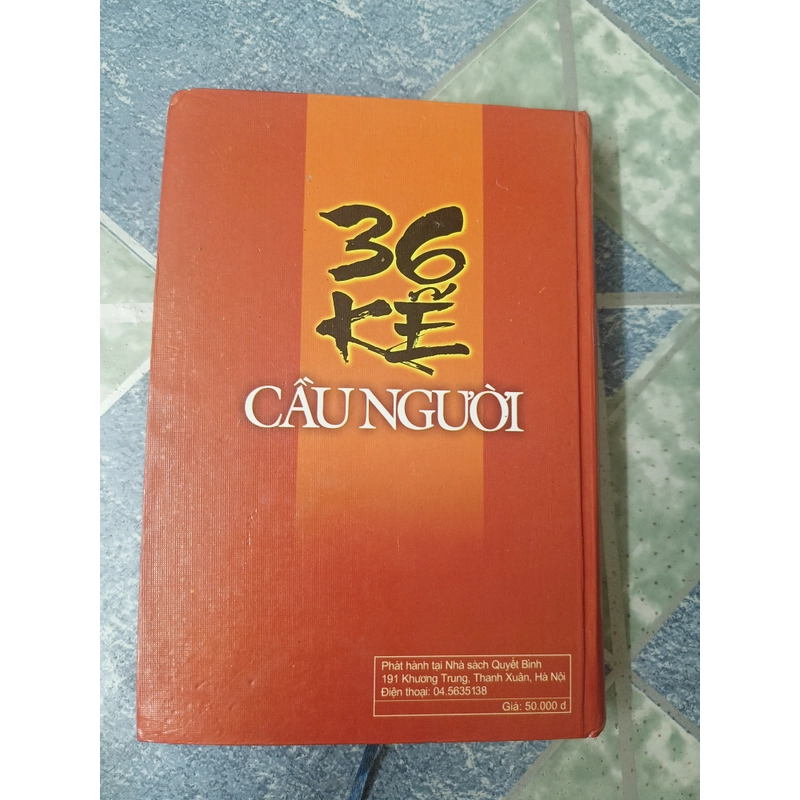 36
KẾ
CẦU NGƯỜI
Phát hành tại Nhà sách Quyết Bình
191 Khương Trung, Thanh Xuân, Hà Nội
Điện thoại: 04.5635138
Giá: 50.000 đ